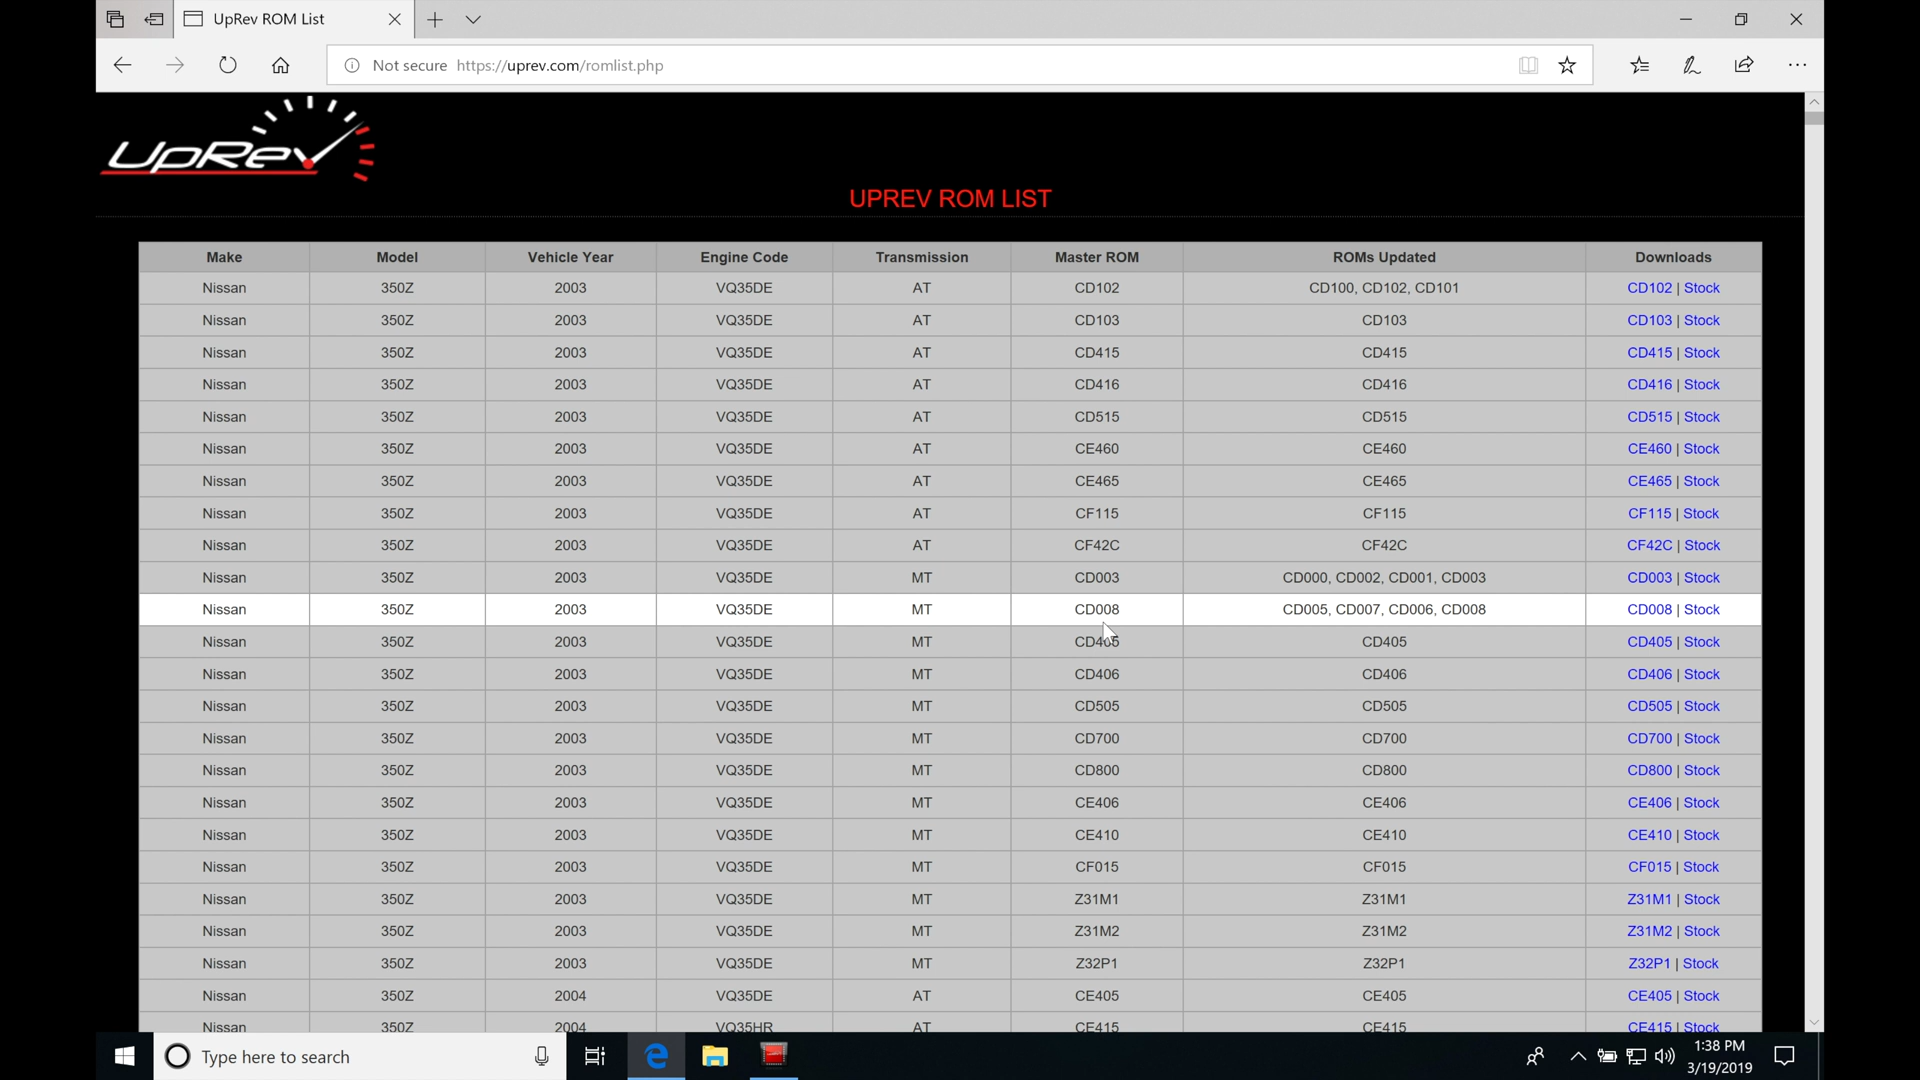 UpRev ROM List
Not secure https://uprev.com/romlist.php
UpRev
UPREV ROM LIST
Make Model Vehicle Year Engine Code Transmission Master ROM ROMs Updated Downloads
Nissan 350Z 2003 VQ35DE AT CD102 CD100, CD102, CD101 CD102 | Stock
Nissan 350Z 2003 VQ35DE AT CD103 CD103 CD103 | Stock
Nissan 350Z 2003 VQ35DE AT CD415 CD415 CD415 | Stock
Nissan 350Z 2003 VQ35DE AT CD416 CD416 CD416 | Stock
Nissan 350Z 2003 VQ35DE AT CD515 CD515 CD515 | Stock
Nissan 350Z 2003 VQ35DE AT CE460 CE460 CE460 | Stock
Nissan 350Z 2003 VQ35DE AT CE465 CE465 CE465 | Stock
Nissan 350Z 2003 VQ35DE AT CF115 CF115 CF115 | Stock
Nissan 350Z 2003 VQ35DE AT CF42C CF42C CF42C | Stock
Nissan 350Z 2003 VQ35DE MT CD003 CD000, CD002, CD001, CD003 CD003 | Stock
Nissan 350Z 2003 VQ35DE MT CD008 CD005, CD007, CD006, CD008 CD008 | Stock
Nissan 350Z 2003 VQ35DE MT CD405 CD405 CD405 | Stock
Nissan 350Z 2003 VQ35DE MT CD406 CD406 CD406 | Stock
Nissan 350Z 2003 VQ35DE MT CD505 CD505 CD505 | Stock
Nissan 350Z 2003 VQ35DE MT CD700 CD700 CD700 | Stock
Nissan 350Z 2003 VQ35DE MT CD800 CD800 CD800 | Stock
Nissan 350Z 2003 VQ35DE MT CE406 CE406 CE406 | Stock
Nissan 350Z 2003 VQ35DE MT CE410 CE410 CE410 | Stock
Nissan 350Z 2003 VQ35DE MT CF015 CF015 CF015 | Stock
Nissan 350Z 2003 VQ35DE MT Z31M1 Z31M1 Z31M1 | Stock
Nissan 350Z 2003 VQ35DE MT Z31M2 Z31M2 Z31M2 | Stock
Nissan 350Z 2003 VQ35DE MT Z32P1 Z32P1 Z32P1 | Stock
Nissan 350Z 2004 VQ35DE AT CE405 CE405 CE405 | Stock
Nissan 350Z 2004 VQ35HR AT CE415 CE415 CE415 | Stock
Type here to search
1:38 PM
3/19/2019